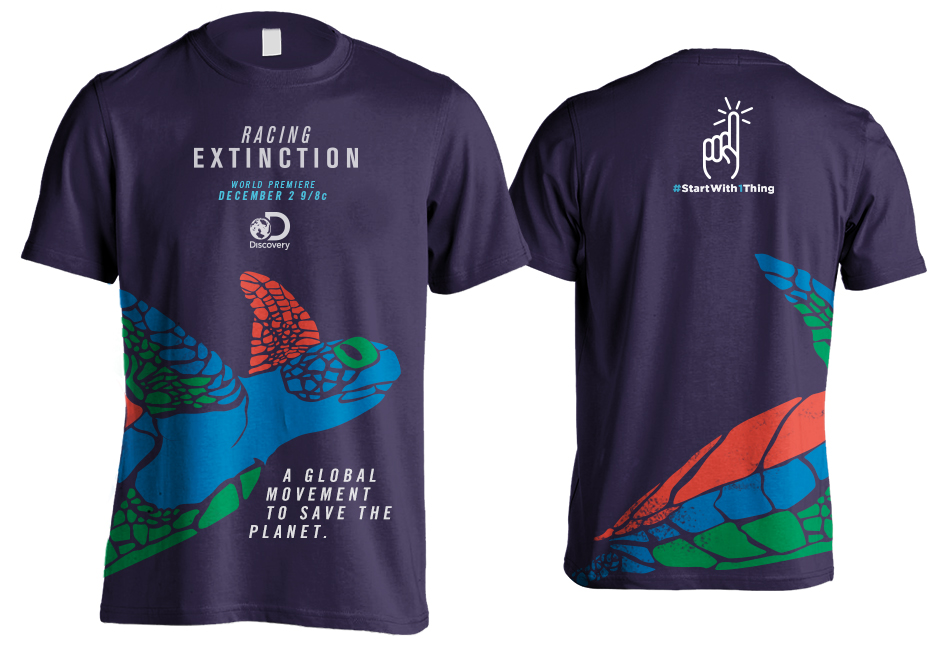 RACING
EXTINCTION
WORLD PREMIERE
DECEMBER 2 9/8c
Discovery
A GLOBAL
MOVEMENT
TO SAVE THE
PLANET.
#StartWith1Thing